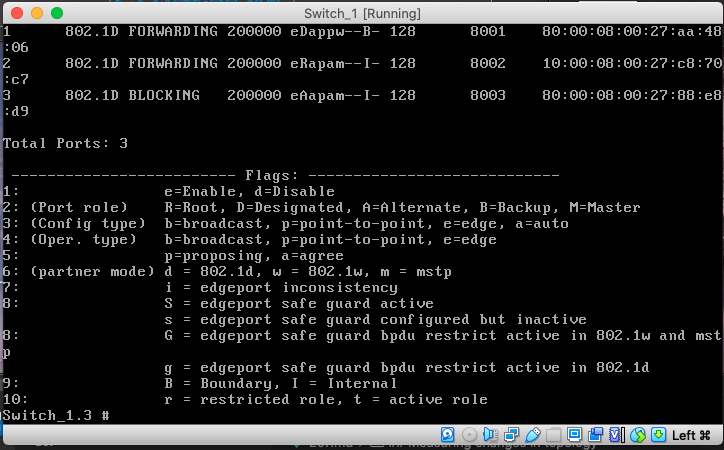 Switch_1 [Running]
1 802.1D FORWARDING 200000 eDappw--B- 128 8001 80:00:08:00:27:aa:48
:06
2 802.1D FORWARDING 200000 eRapam--I- 128 8002 10:00:08:00:27:c8:70
:c7
3 802.1D BLOCKING 200000 eAapam--I- 128 8003 80:00:08:00:27:88:e8
:d9
Total Ports: 3
------------------------- Flags: ----------------------------
1: e=Enable, d=Disable
2: (Port role) R=Root, D=Designated, A=Alternate, B=Backup, M=Master
3: (Config type) b=broadcast, p=point-to-point, e=edge, a=auto
4: (Oper. type) b=broadcast, p=point-to-point, e=edge
5: p=proposing, a=agree
6: (partner mode) d = 802.1d, w = 802.1w, m = mstp
7: i = edgeport inconsistency
8: S = edgeport safe guard active
s = edgeport safe guard configured but inactive
8: G = edgeport safe guard bpdu restrict active in 802.1w and mst
p
g = edgeport safe guard bpdu restrict active in 802.1d
9: B = Boundary, I = Internal
10: r = restricted role, t = active role
Switch_1.3 #
Left ⌘